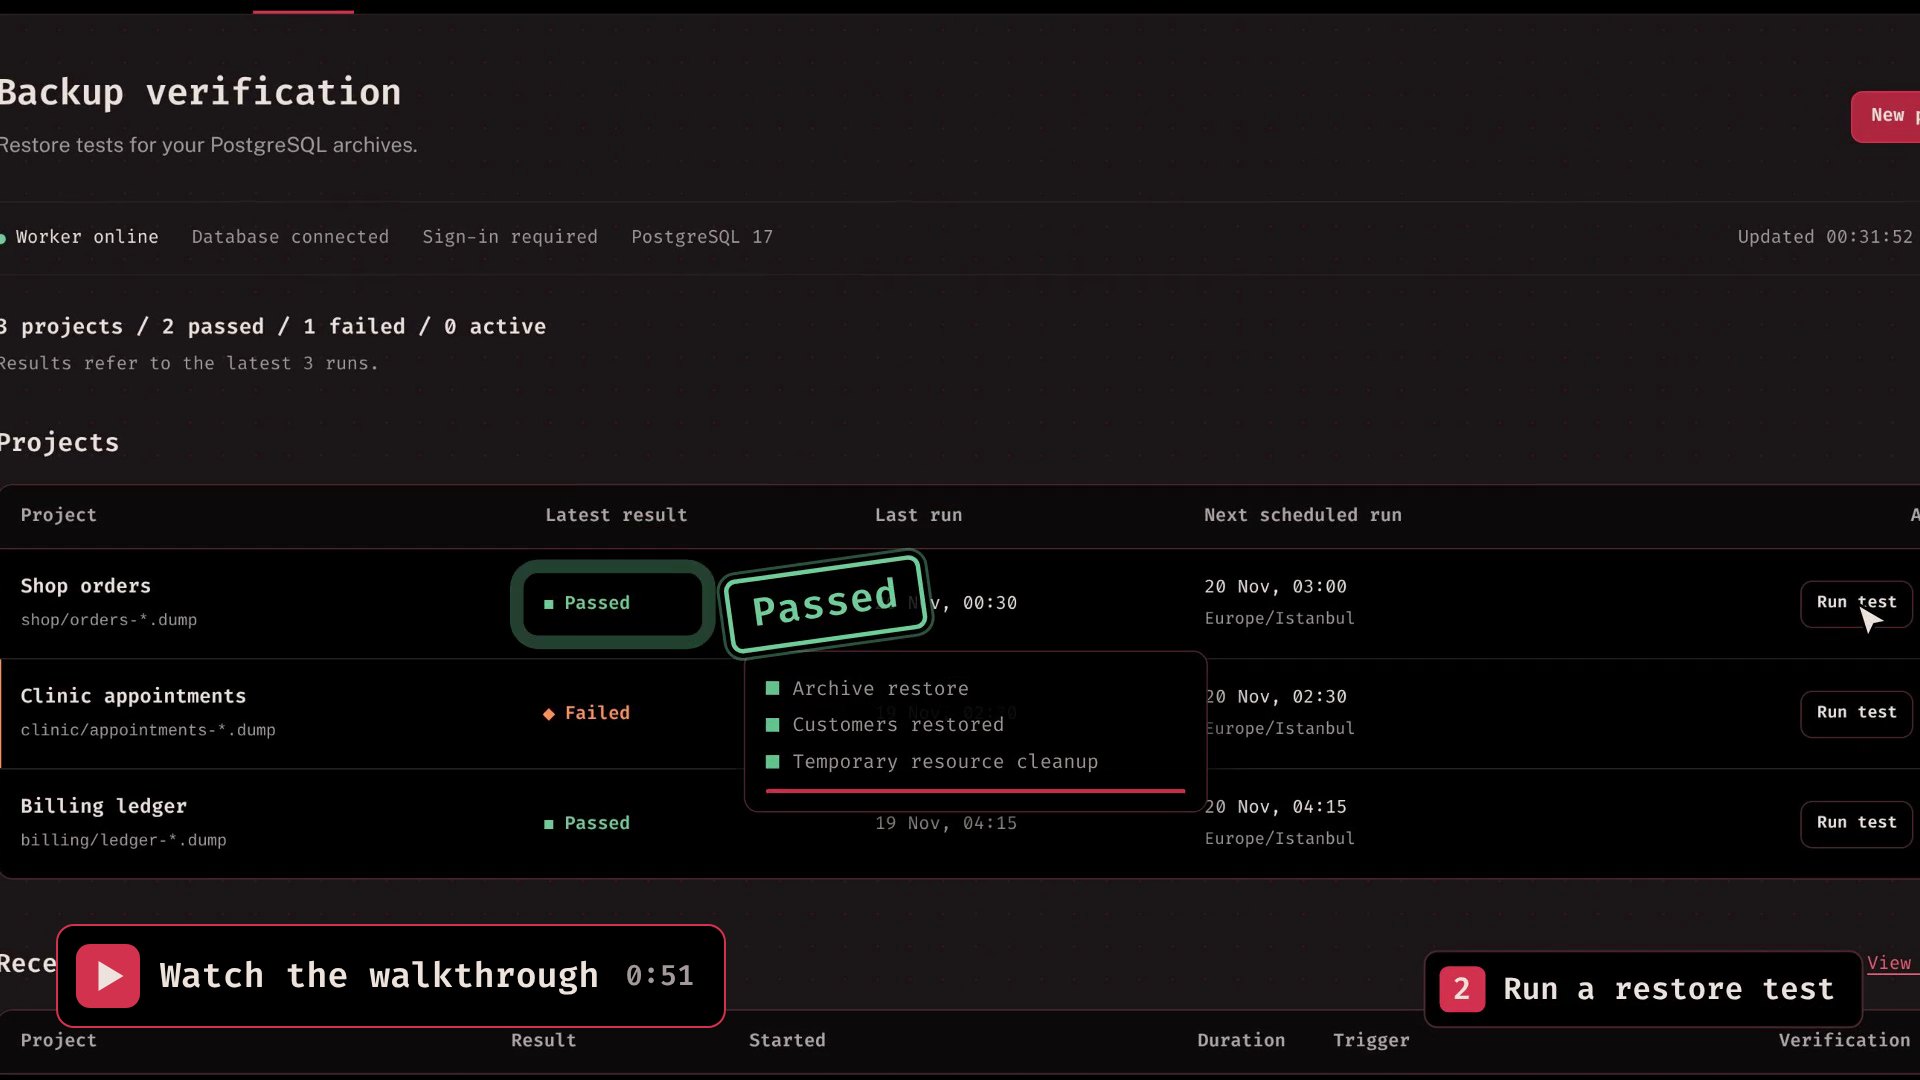 Backup verification
Restore tests for your PostgreSQL archives.
New
Worker online Database connected Sign-in required PostgreSQL 17 Updated 00:31:52
3 projects / 2 passed / 1 failed / 0 active
Results refer to the latest 3 runs.
Projects
Project Latest result Last run Next scheduled run
Shop orders
shop/orders-*.dump
Passed
Passed
00:30
20 Nov, 03:00
Europe/Istanbul
Run test
Clinic appointments
clinic/appointments-*.dump
Failed
20 Nov, 02:30
Europe/Istanbul
Run test
Archive restore
Customers restored
Temporary resource cleanup
Billing ledger
billing/ledger-*.dump
Passed
19 Nov, 04:15
20 Nov, 04:15
Europe/Istanbul
Run test
Watch the walkthrough 0:51
2 Run a restore test
View
Project Result Started Duration Trigger Verification